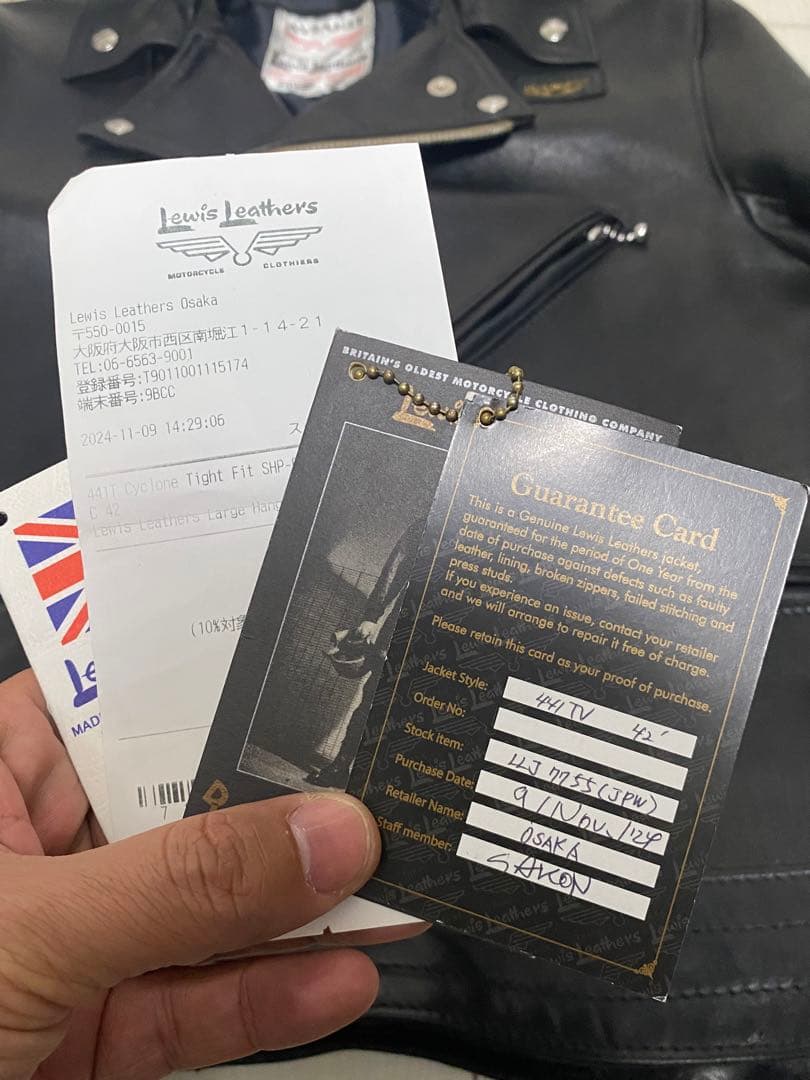 Lewis Leathers
MOTORCYCLE CLOTHIERS
Lewis Leathers Osaka
〒550-0015
大阪府大阪市西区南堀江1-14-21
TEL:06-6563-9001
登録番号:T9011001115174
端末番号:9BCC
2024-11-09 14:29:06
ス
441T Cyclone Tight Fit SHP-
C 42
Lewis Leathers Large Hang
(10%対象
7
Le
MAD
BRITAIN'S OLDEST MOTORCYCLE CLOTHING COMPANY
Guarantee Card
This is a Genuine Lewis Leathers jacket,
guaranteed for the period of One Year from the
date of purchase against defects such as faulty
leather, lining, broken zippers, failed stitching and
press studs.
If you experience an issue, contact your retailer
and we will arrange to repair it free of charge.
Please retain this card as your proof of purchase.
Jacket Style: 441TV 42"
Order No:
Stock item: LLJ 7755 (JPW)
Purchase Date: 9/Nov./'24
Retailer Name: OSAKA
Staff member: SAKON